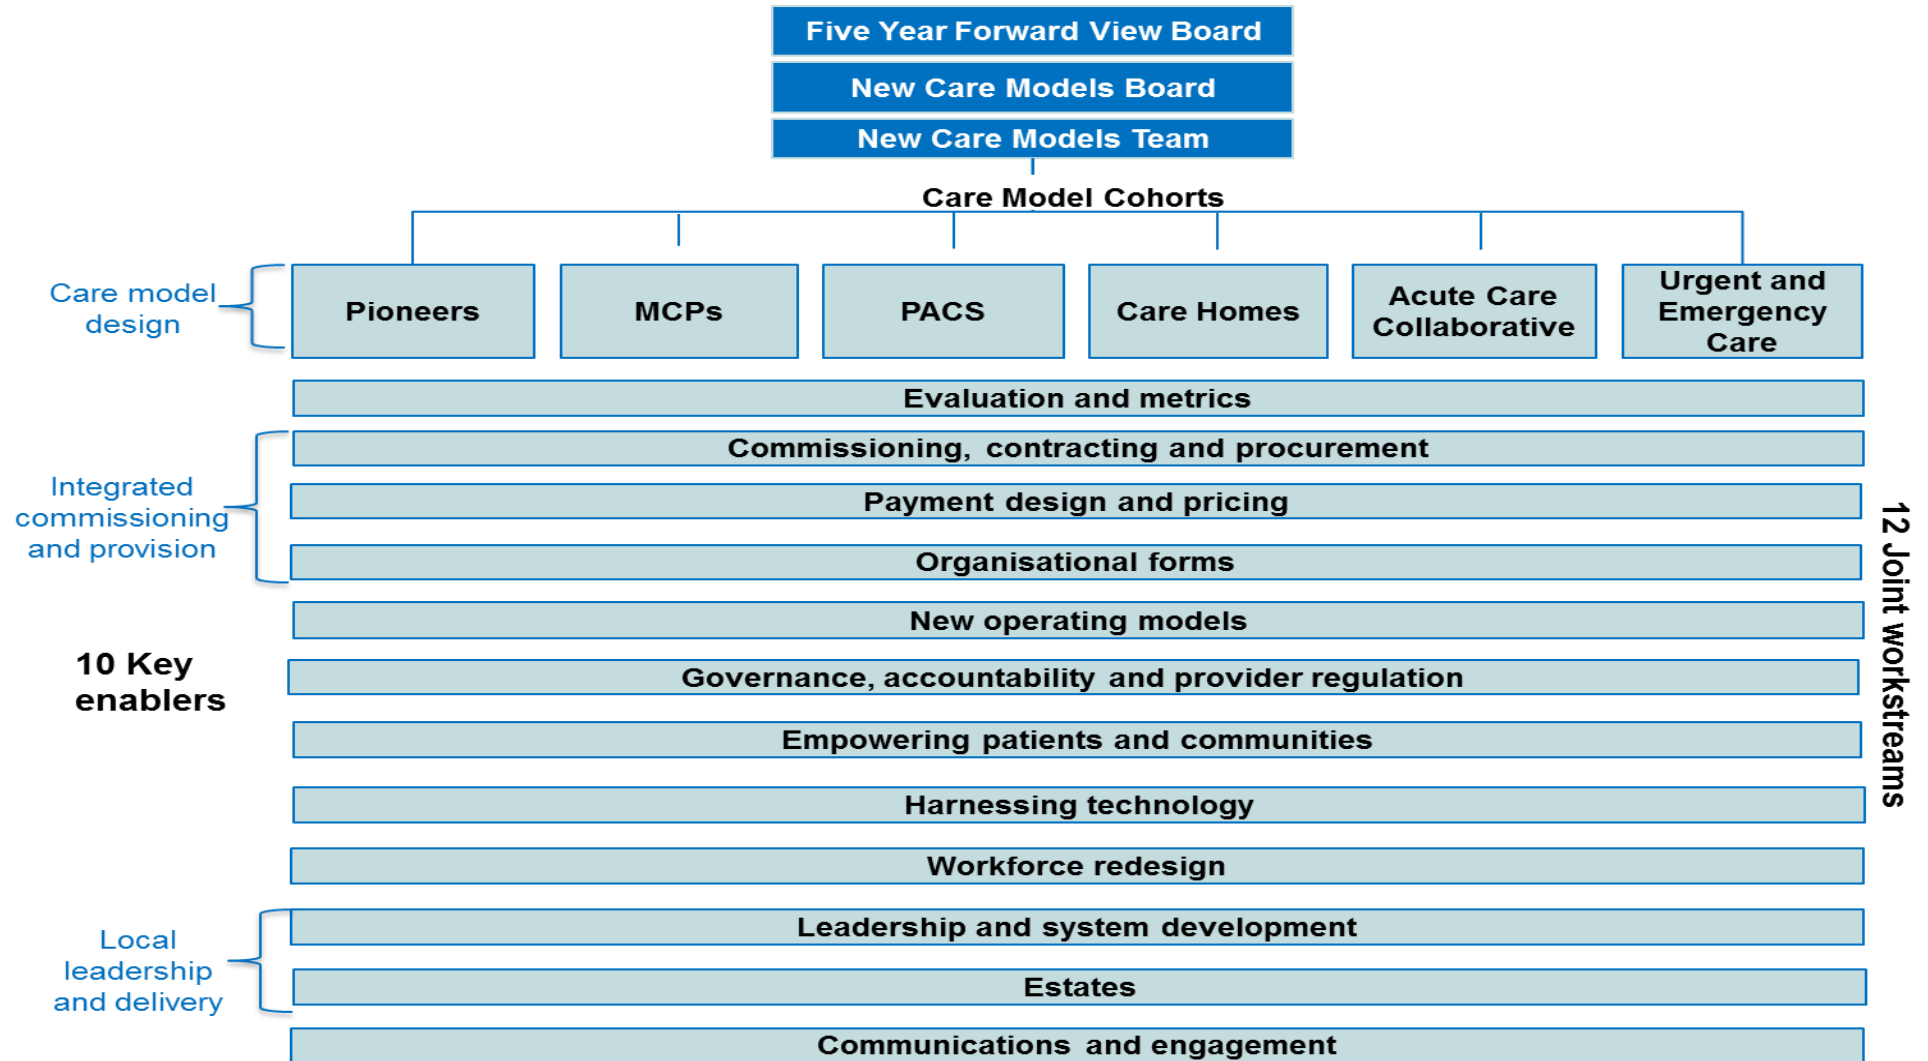 Five Year Forward View Board
New Care Models Board
New Care Models Team
Care Model Cohorts
Care model
design
Pioneers
MCPs
PACS
Care Homes
Acute Care
Collaborative
Urgent and
Emergency
Care
Evaluation and metrics
Integrated
commissioning
and provision
Commissioning, contracting and procurement
Payment design and pricing
Organisational forms
New operating models
10 Key
enablers
Governance, accountability and provider regulation
Empowering patients and communities
Harnessing technology
Workforce redesign
Local
leadership
and delivery
Leadership and system development
Estates
Communications and engagement
12 Joint workstreams